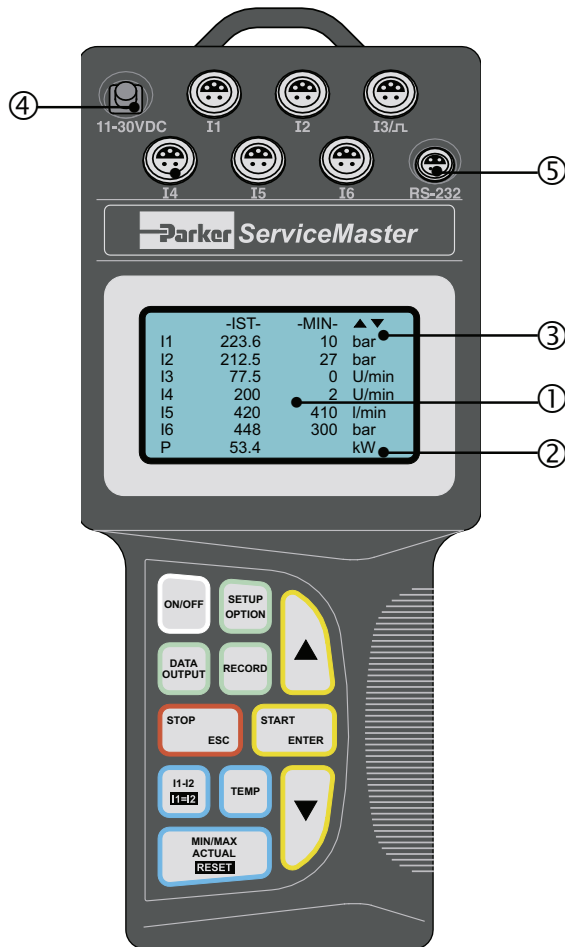 ④
11-30VDC
I1
I2
I3/⎍
I4
I5
I6
RS-232
⑤
Parker ServiceMaster
-IST- -MIN- ▲ ▼
I1 223.6 10 bar
I2 212.5 27 bar
I3 77.5 0 U/min
I4 200 2 U/min
I5 420 410 l/min
I6 448 300 bar
P 53.4 kW
③
①
②
ON/OFF
SETUP
OPTION
▲
DATA
OUTPUT
RECORD
STOP
ESC
START
ENTER
I1-I2
I1=I2
TEMP
▼
MIN/MAX
ACTUAL
RESET